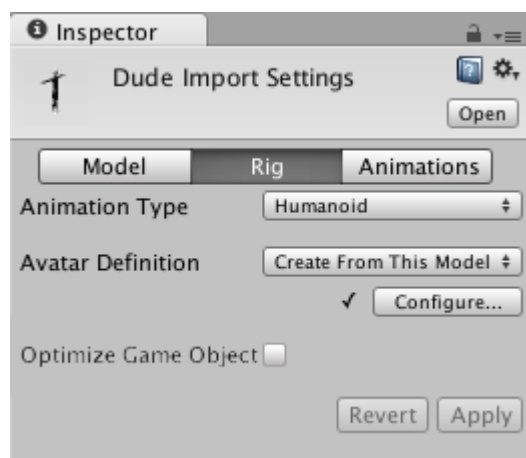 Inspector
Dude Import Settings
Open
Model Rig Animations
Animation Type Humanoid
Avatar Definition Create From This Model
Configure...
Optimize Game Object
Revert Apply